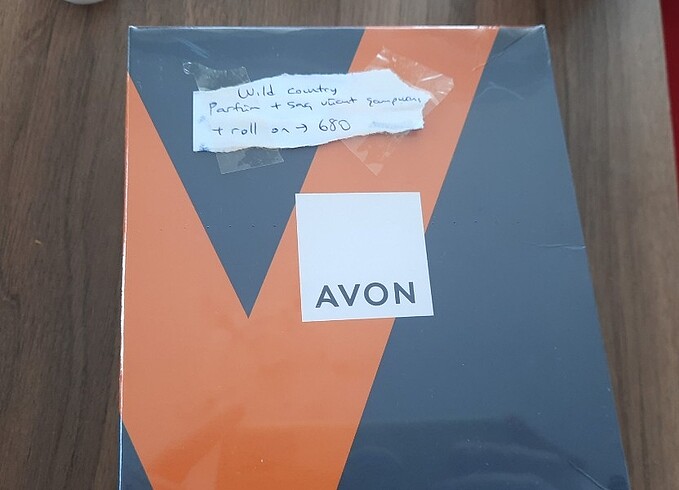 Wild Country
Parfüm + Saç vücut şampuanı
+ roll on → 680
AVON